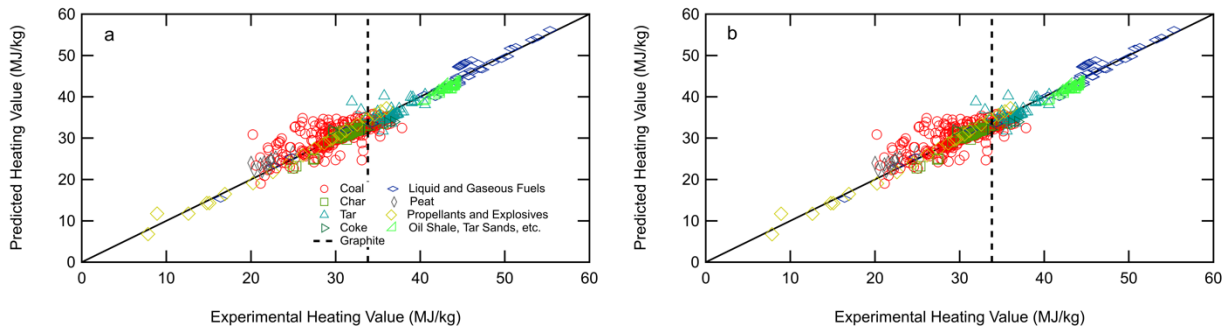 a
Predicted Heating Value (MJ/kg)
60
50
40
30
20
10
0
Coal
Char
Tar
Coke
Graphite
Liquid and Gaseous Fuels
Peat
Propellants and Explosives
Oil Shale, Tar Sands, etc.
0 10 20 30 40 50 60
Experimental Heating Value (MJ/kg)
b
Predicted Heating Value (MJ/kg)
60
50
40
30
20
10
0
0 10 20 30 40 50 60
Experimental Heating Value (MJ/kg)